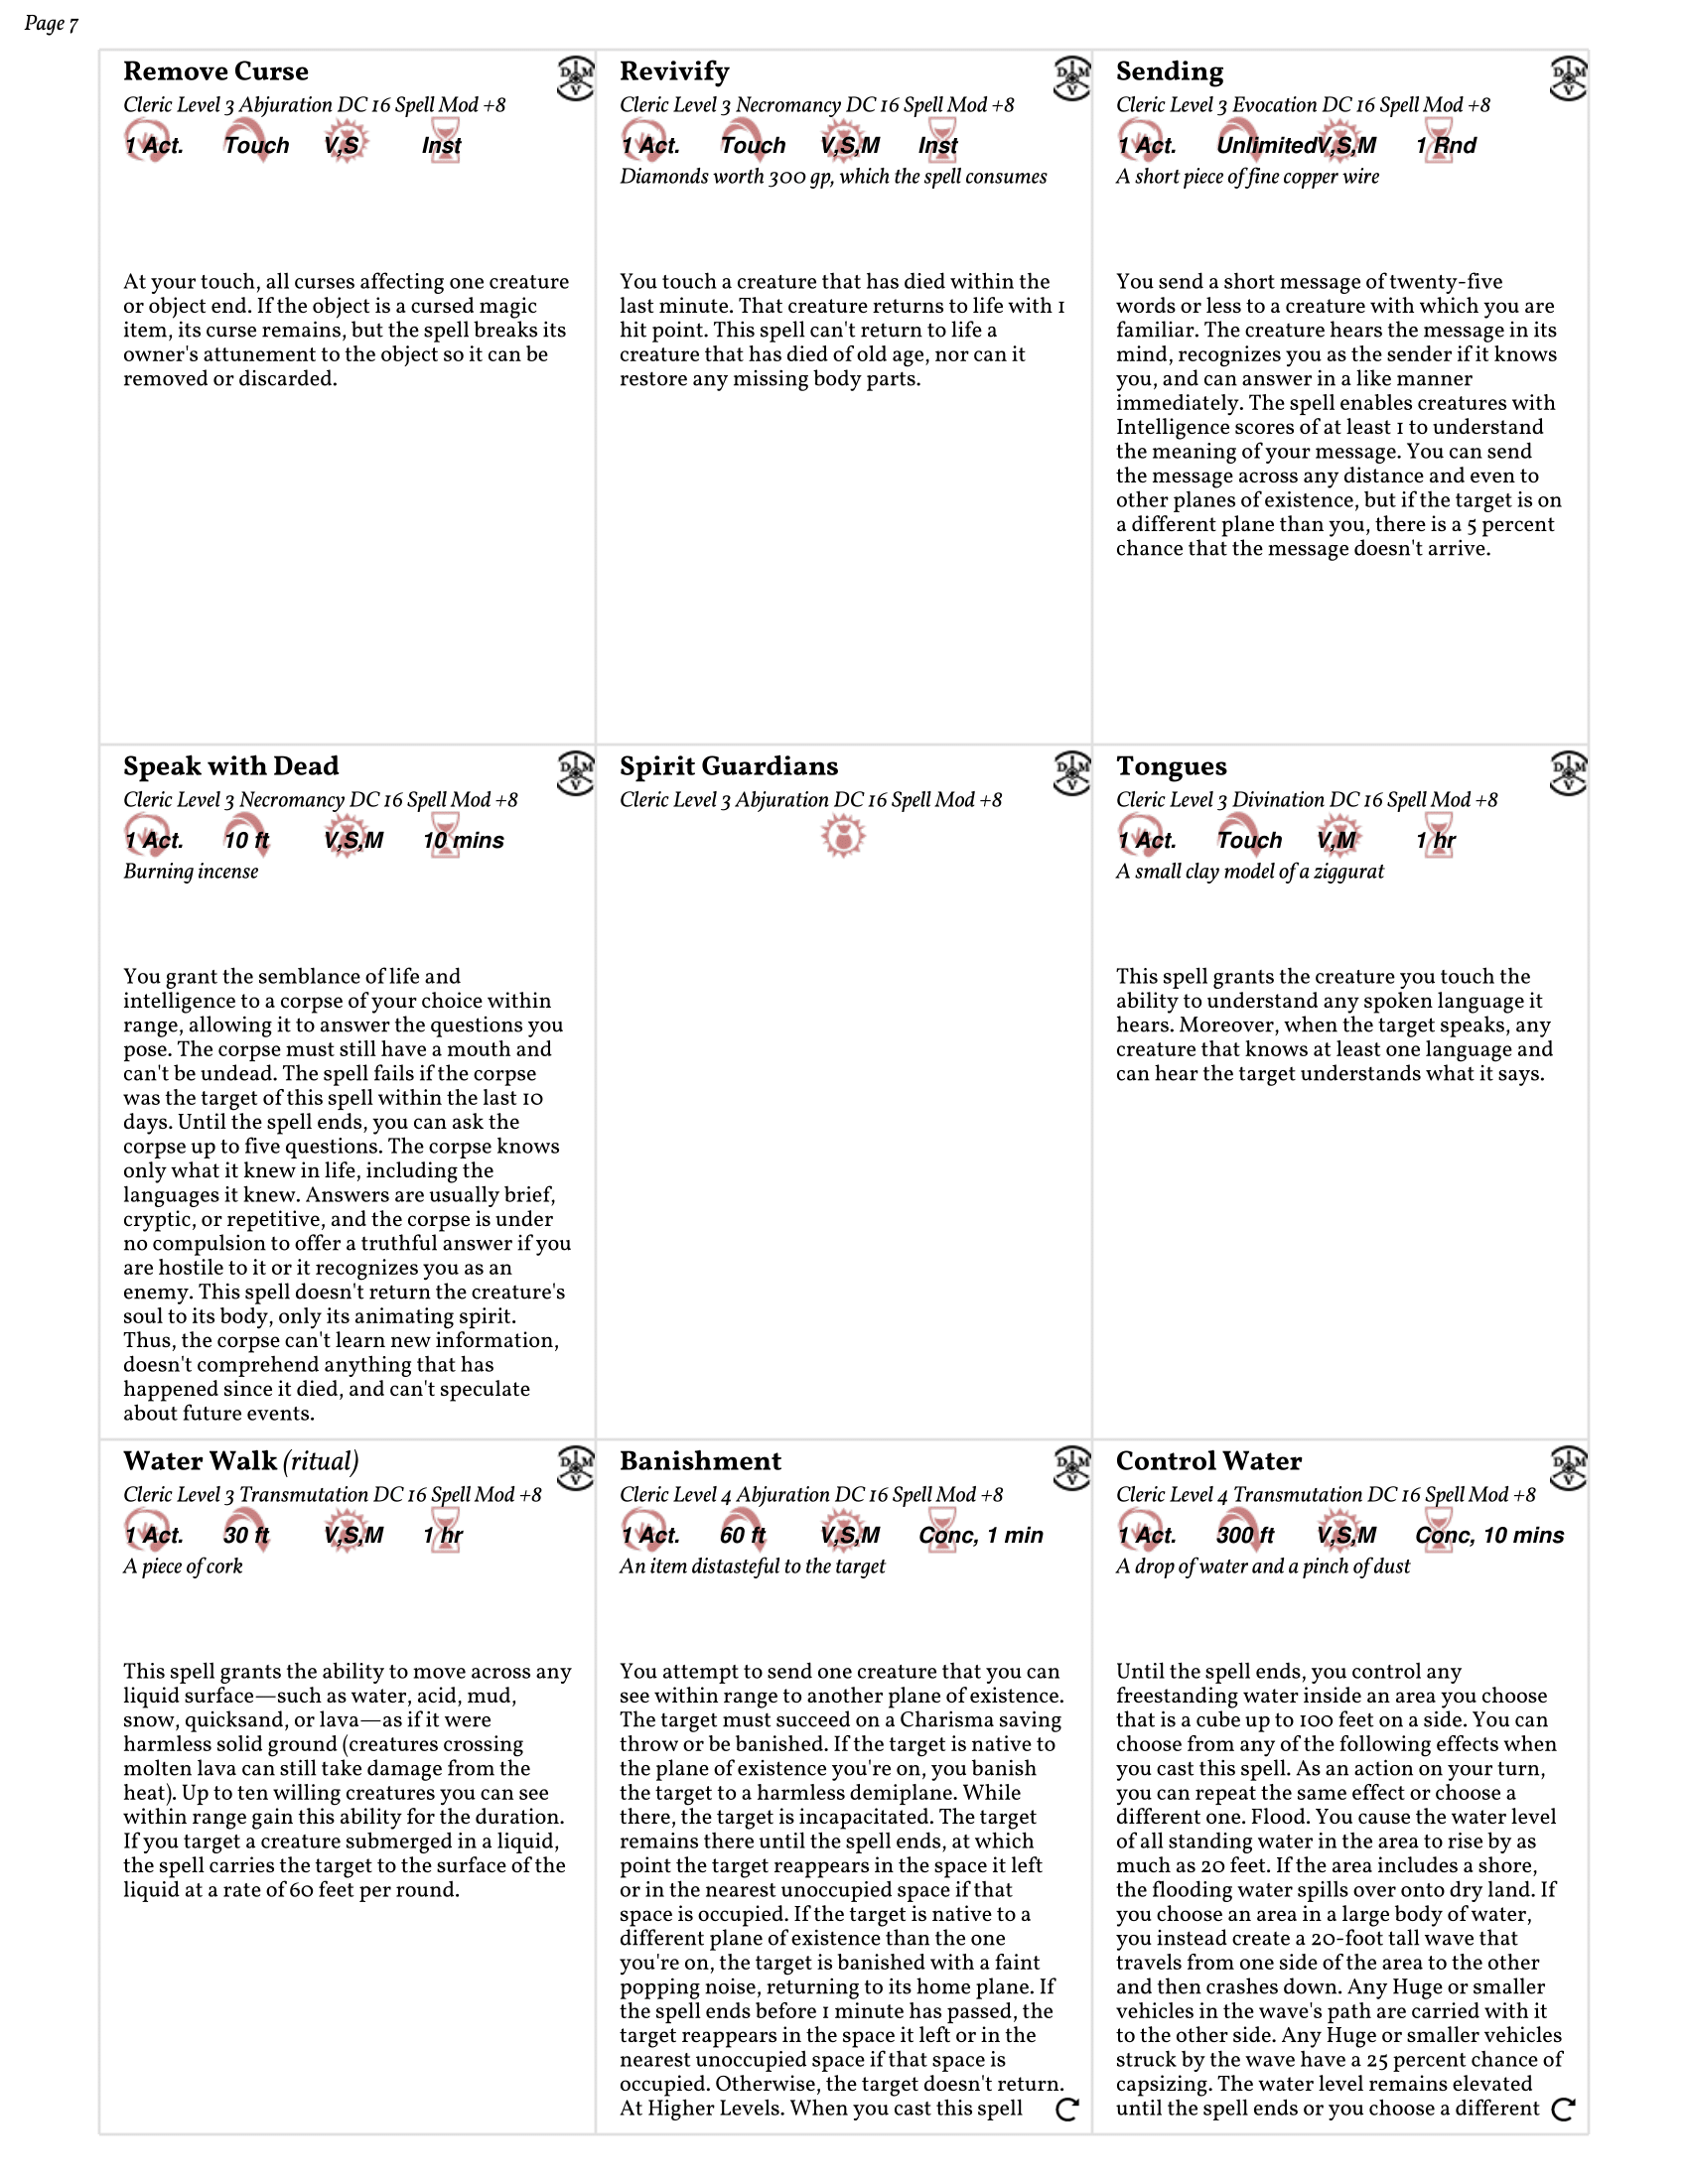 Page 7
Remove Curse
Cleric Level 3 Abjuration DC 16 Spell Mod +8
1 Act. Touch V,S Inst
At your touch, all curses affecting one creature
or object end. If the object is a cursed magic
item, its curse remains, but the spell breaks its
owner's attunement to the object so it can be
removed or discarded.
Revivify
Cleric Level 3 Necromancy DC 16 Spell Mod +8
1 Act. Touch V,S,M Inst
Diamonds worth 300 gp, which the spell consumes
You touch a creature that has died within the
last minute. That creature returns to life with 1
hit point. This spell can't return to life a
creature that has died of old age, nor can it
restore any missing body parts.
Sending
Cleric Level 3 Evocation DC 16 Spell Mod +8
1 Act. Unlimited V,S,M 1 Rnd
A short piece of fine copper wire
You send a short message of twenty-five
words or less to a creature with which you are
familiar. The creature hears the message in its
mind, recognizes you as the sender if it knows
you, and can answer in a like manner
immediately. The spell enables creatures with
Intelligence scores of at least 1 to understand
the meaning of your message. You can send
the message across any distance and even to
other planes of existence, but if the target is on
a different plane than you, there is a 5 percent
chance that the message doesn't arrive.
Speak with Dead
Cleric Level 3 Necromancy DC 16 Spell Mod +8
1 Act. 10 ft V,S,M 10 mins
Burning incense
You grant the semblance of life and
intelligence to a corpse of your choice within
range, allowing it to answer the questions you
pose. The corpse must still have a mouth and
can't be undead. The spell fails if the corpse
was the target of this spell within the last 10
days. Until the spell ends, you can ask the
corpse up to five questions. The corpse knows
only what it knew in life, including the
languages it knew. Answers are usually brief,
cryptic, or repetitive, and the corpse is under
no compulsion to offer a truthful answer if you
are hostile to it or it recognizes you as an
enemy. This spell doesn't return the creature's
soul to its body, only its animating spirit.
Thus, the corpse can't learn new information,
doesn't comprehend anything that has
happened since it died, and can't speculate
about future events.
Spirit Guardians
Cleric Level 3 Abjuration DC 16 Spell Mod +8
Tongues
Cleric Level 3 Divination DC 16 Spell Mod +8
1 Act. Touch V,M 1 hr
A small clay model of a ziggurat
This spell grants the creature you touch the
ability to understand any spoken language it
hears. Moreover, when the target speaks, any
creature that knows at least one language and
can hear the target understands what it says.
Water Walk (ritual)
Cleric Level 3 Transmutation DC 16 Spell Mod +8
1 Act. 30 ft V,S,M 1 hr
A piece of cork
This spell grants the ability to move across any
liquid surface—such as water, acid, mud,
snow, quicksand, or lava—as if it were
harmless solid ground (creatures crossing
molten lava can still take damage from the
heat). Up to ten willing creatures you can see
within range gain this ability for the duration.
If you target a creature submerged in a liquid,
the spell carries the target to the surface of the
liquid at a rate of 60 feet per round.
Banishment
Cleric Level 4 Abjuration DC 16 Spell Mod +8
1 Act. 60 ft V,S,M Conc, 1 min
An item distasteful to the target
You attempt to send one creature that you can
see within range to another plane of existence.
The target must succeed on a Charisma saving
throw or be banished. If the target is native to
the plane of existence you're on, you banish
the target to a harmless demiplane. While
there, the target is incapacitated. The target
remains there until the spell ends, at which
point the target reappears in the space it left
or in the nearest unoccupied space if that
space is occupied. If the target is native to a
different plane of existence than the one
you're on, the target is banished with a faint
popping noise, returning to its home plane. If
the spell ends before 1 minute has passed, the
target reappears in the space it left or in the
nearest unoccupied space if that space is
occupied. Otherwise, the target doesn't return.
At Higher Levels. When you cast this spell
Control Water
Cleric Level 4 Transmutation DC 16 Spell Mod +8
1 Act. 300 ft V,S,M Conc, 10 mins
A drop of water and a pinch of dust
Until the spell ends, you control any
freestanding water inside an area you choose
that is a cube up to 100 feet on a side. You can
choose from any of the following effects when
you cast this spell. As an action on your turn,
you can repeat the same effect or choose a
different one. Flood. You cause the water level
of all standing water in the area to rise by as
much as 20 feet. If the area includes a shore,
the flooding water spills over onto dry land. If
you choose an area in a large body of water,
you instead create a 20-foot tall wave that
travels from one side of the area to the other
and then crashes down. Any Huge or smaller
vehicles in the wave's path are carried with it
to the other side. Any Huge or smaller vehicles
struck by the wave have a 25 percent chance of
capsizing. The water level remains elevated
until the spell ends or you choose a different